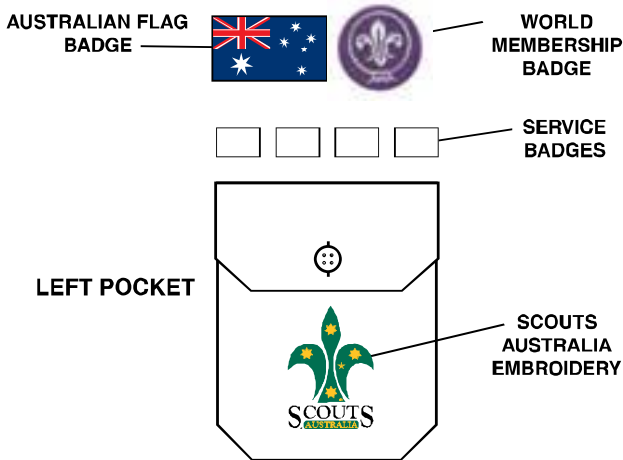 AUSTRALIAN FLAG
BADGE
WORLD
MEMBERSHIP
BADGE
SERVICE
BADGES
LEFT POCKET
SCOUTS
AUSTRALIA
EMBROIDERY
SCOUTS
AUSTRALIA